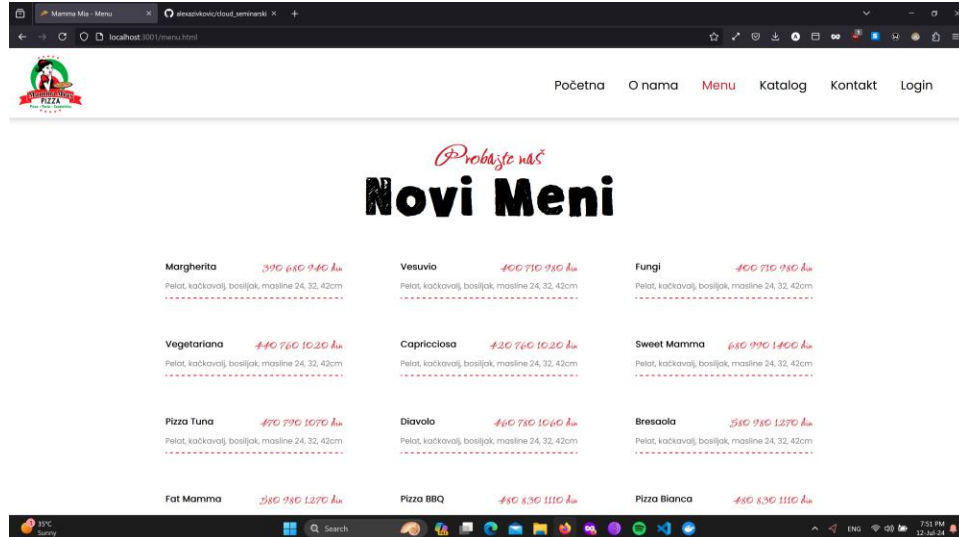 Mamma Mia - Menu
alexazivkovic/cloud_seminarski
localhost:3001/menu.html
PIZZA
Početna O nama Menu Katalog Kontakt Login
Probajte naš
Novi Meni
Margherita 390 680 940 din
Pelat, kačkavalj, bosiljak, masline 24, 32, 42cm
Vesuvio 400 710 980 din
Pelat, kačkavalj, bosiljak, masline 24, 32, 42cm
Fungi 400 710 980 din
Pelat, kačkavalj, bosiljak, masline 24, 32, 42cm
Vegetariana 440 760 1020 din
Pelat, kačkavalj, bosiljak, masline 24, 32, 42cm
Capricciosa 420 760 1020 din
Pelat, kačkavalj, bosiljak, masline 24, 32, 42cm
Sweet Mamma 680 990 1400 din
Pelat, kačkavalj, bosiljak, masline 24, 32, 42cm
Pizza Tuna 470 790 1070 din
Pelat, kačkavalj, bosiljak, masline 24, 32, 42cm
Diavolo 460 780 1060 din
Pelat, kačkavalj, bosiljak, masline 24, 32, 42cm
Bresaola 580 980 1270 din
Pelat, kačkavalj, bosiljak, masline 24, 32, 42cm
Fat Mamma 580 980 1270 din
Pizza BBQ 480 830 1110 din
Pizza Bianca 480 830 1110 din
35°C
Sunny
Search
ENG
7:51 PM
12-Jul-24